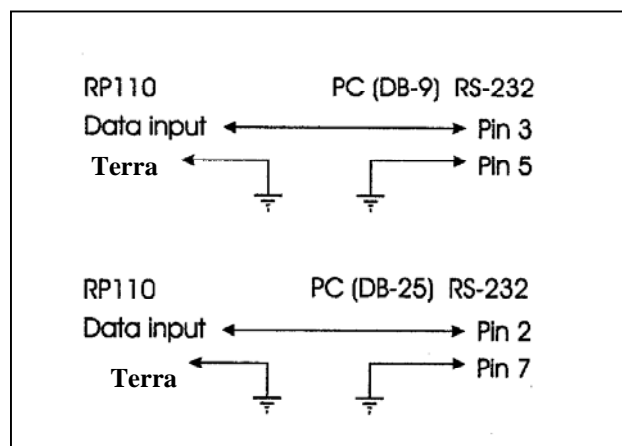 RP110 PC (DB-9) RS-232
Data input Pin 3
Terra Pin 5
RP110 PC (DB-25) RS-232
Data input Pin 2
Terra Pin 7